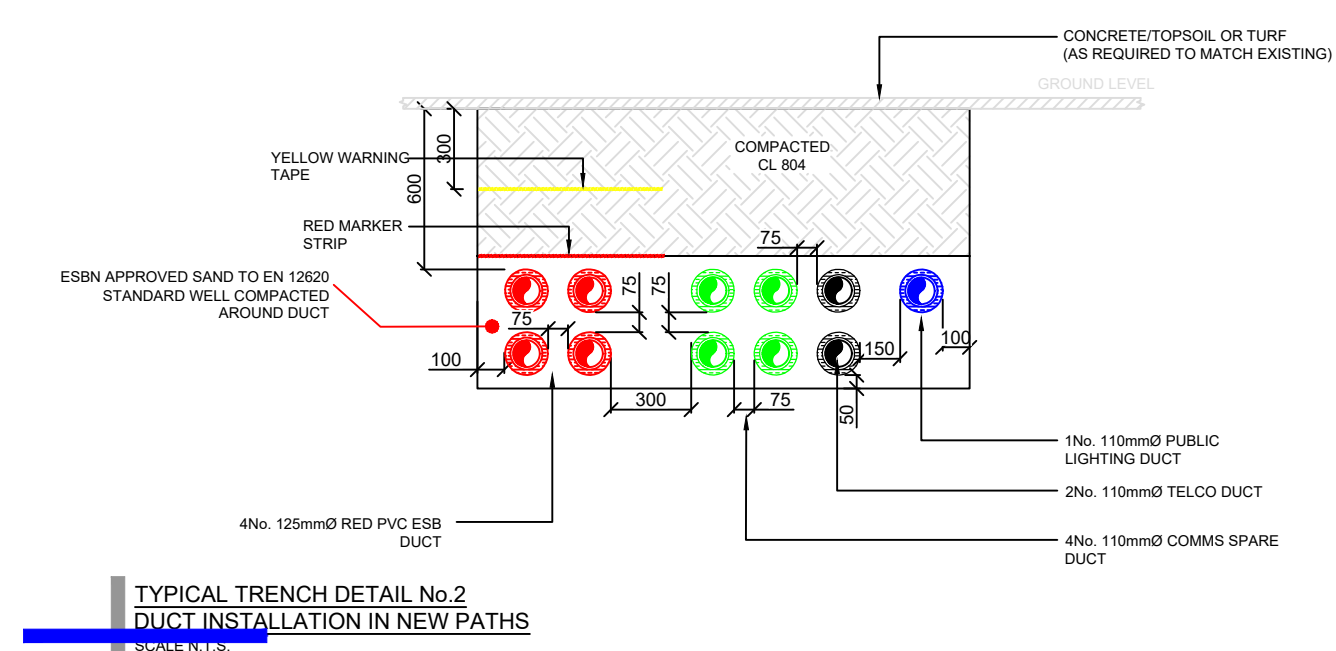 CONCRETE/TOPSOIL OR TURF
(AS REQUIRED TO MATCH EXISTING)
GROUND LEVEL
300
600
COMPACTED
CL 804
YELLOW WARNING
TAPE
RED MARKER
STRIP
ESBN APPROVED SAND TO EN 12620
STANDARD WELL COMPACTED
AROUND DUCT
75
75
75
75
100
150
100
300
75
50
1No. 110mmØ PUBLIC
LIGHTING DUCT
2No. 110mmØ TELCO DUCT
4No. 125mmØ RED PVC ESB
DUCT
4No. 110mmØ COMMS SPARE
DUCT
TYPICAL TRENCH DETAIL No.2
DUCT INSTALLATION IN NEW PATHS
SCALE N.T.S.